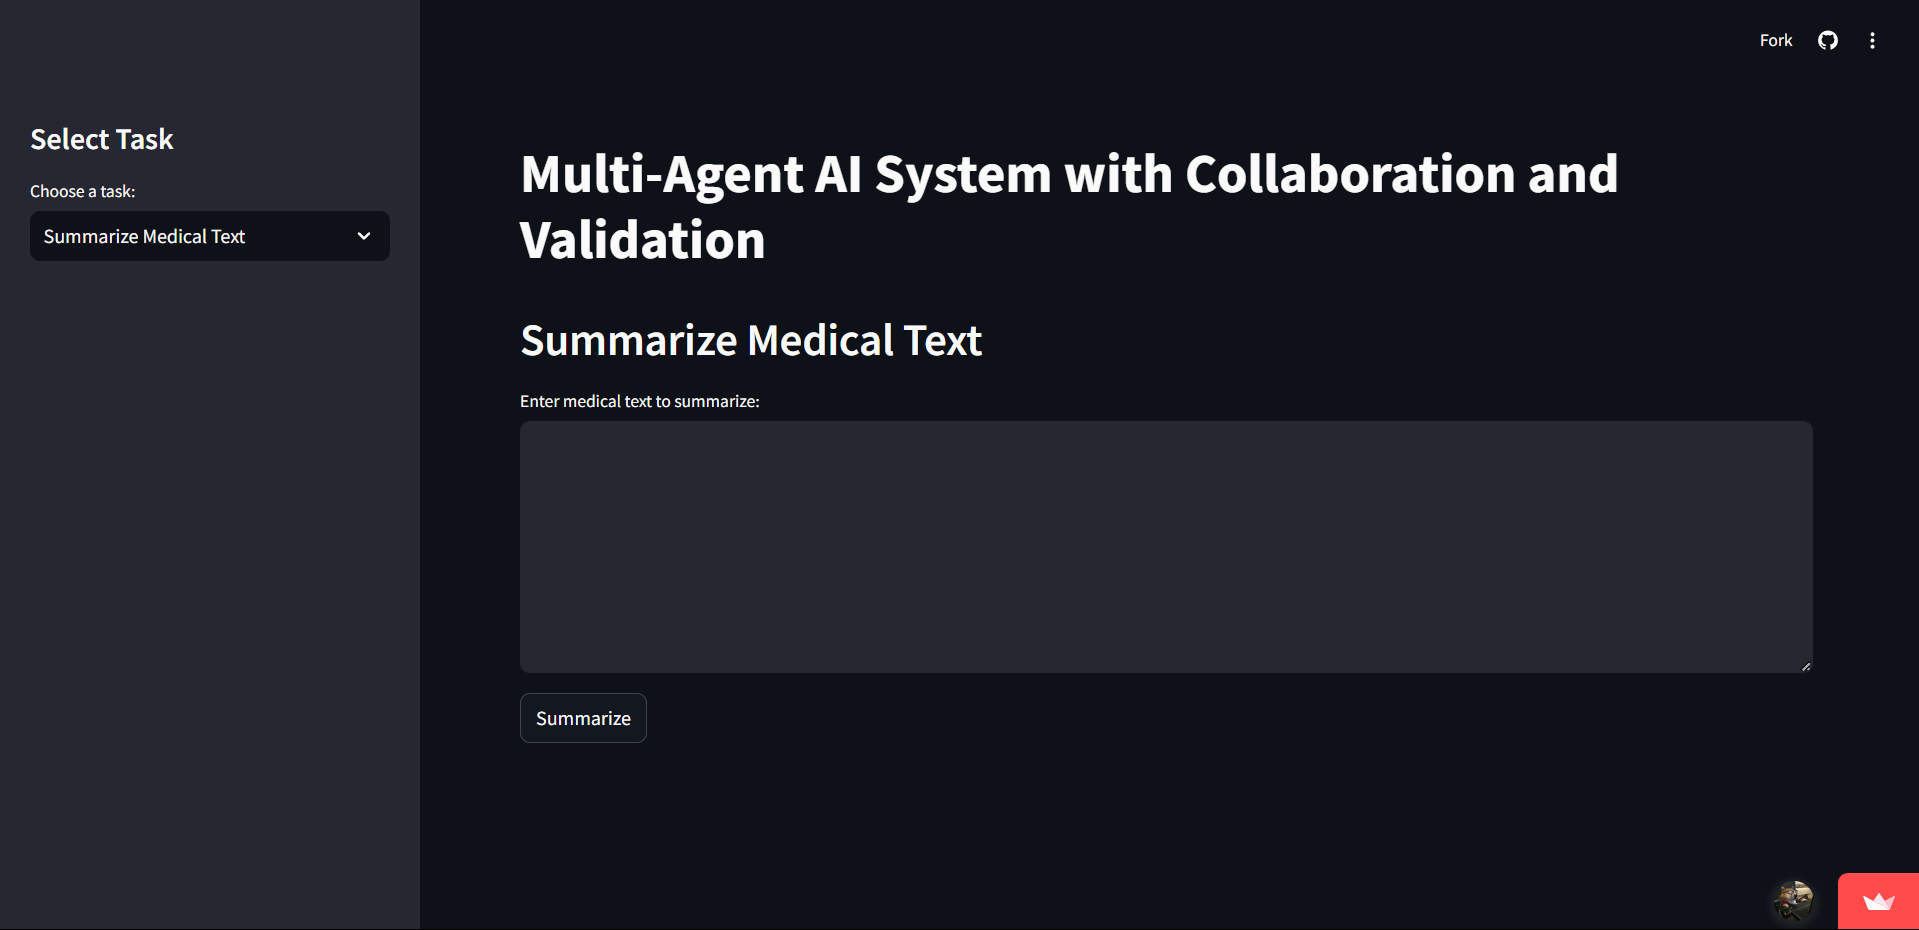 Fork
Select Task
Choose a task:
Summarize Medical Text
Multi-Agent AI System with Collaboration and
Validation
Summarize Medical Text
Enter medical text to summarize:
Summarize